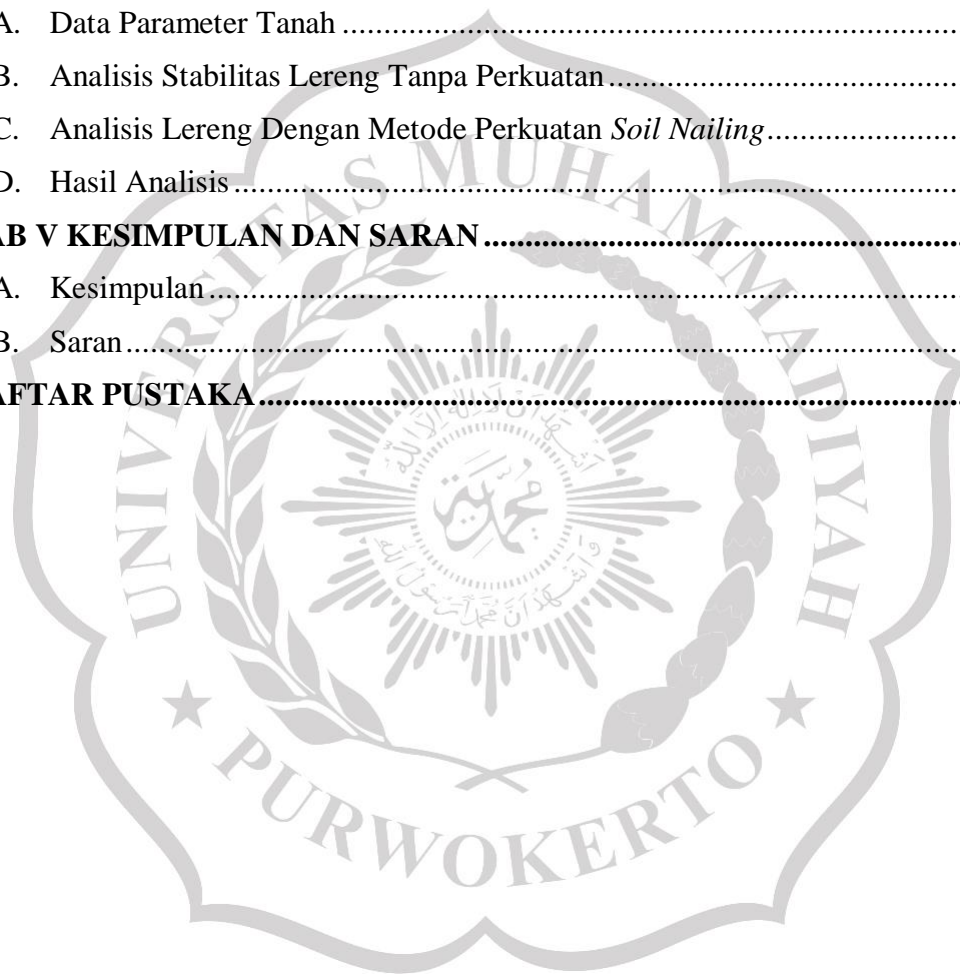 A. Data Parameter Tanah ........................................................................
B. Analisis Stabilitas Lereng Tanpa Perkuatan ........................................
C. Analisis Lereng Dengan Metode Perkuatan Soil Nailing ......................
D. Hasil Analisis ....................................................................................
AB V KESIMPULAN DAN SARAN .........................................................
A. Kesimpulan .......................................................................................
B. Saran .................................................................................................
AFTAR PUSTAKA ....................................................................................
UNIVERSITAS MUHAMMADIYAH
PURWOKERTO